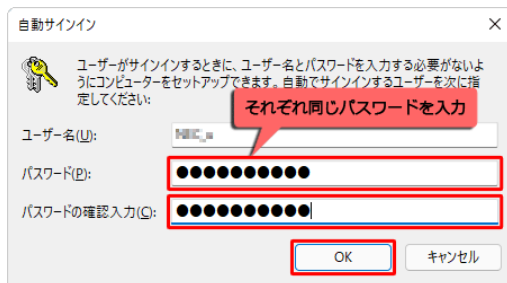 自動サインイン
ユーザーがサインインするときに、ユーザー名とパスワードを入力する必要がないよ
うにコンピューターをセットアップできます。自動でサインインするユーザーを次に指
定してください:
それぞれ同じパスワードを入力
ユーザー名(U):
パスワード(P): ●●●●●●●●●●
パスワードの確認入力(C): ●●●●●●●●●●
OK キャンセル